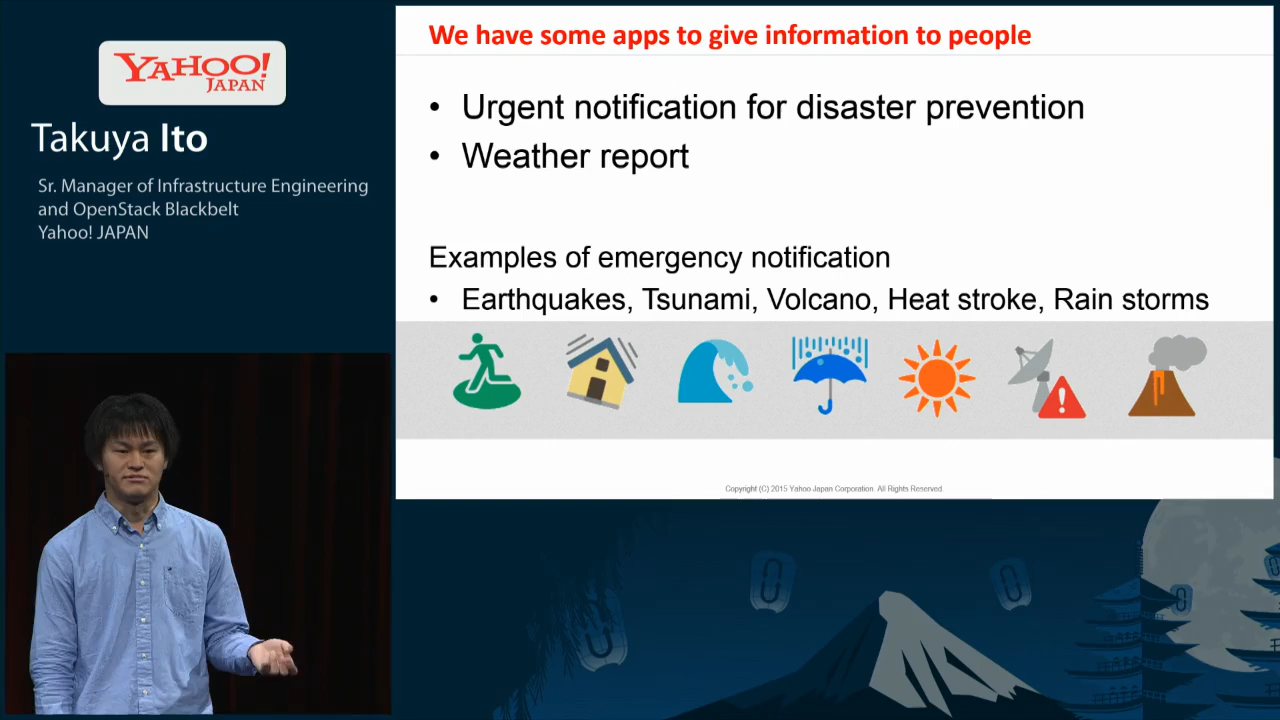 YAHOO!
JAPAN
Takuya Ito
Sr. Manager of Infrastructure Engineering
and OpenStack Blackbelt
Yahoo! JAPAN
We have some apps to give information to people
• Urgent notification for disaster prevention
• Weather report
Examples of emergency notification
• Earthquakes, Tsunami, Volcano, Heat stroke, Rain storms
Copyright (C) 2015 Yahoo Japan Corporation. All Rights Reserved.